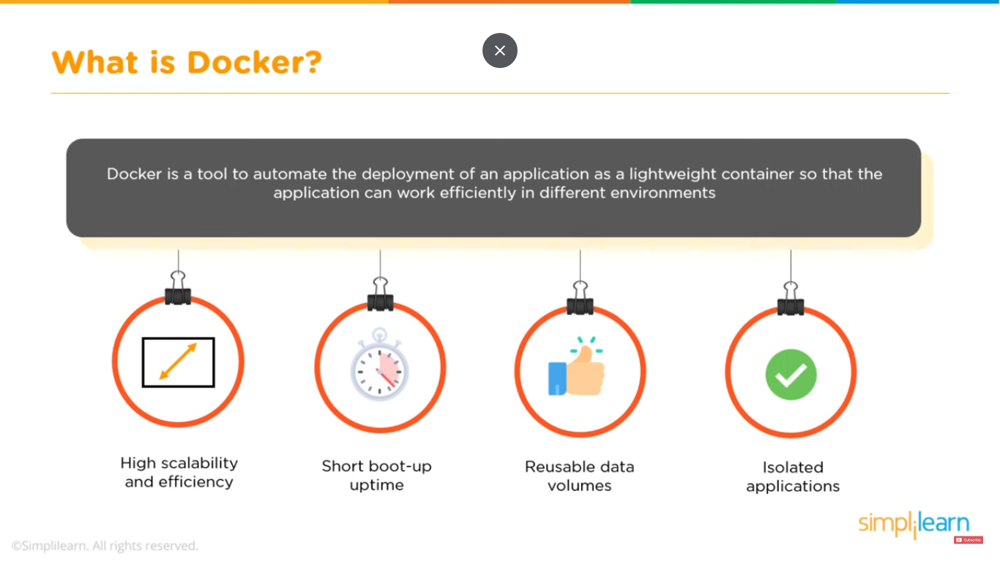 What is Docker?
Docker is a tool to automate the deployment of an application as a lightweight container so that the
application can work efficiently in different environments
High scalability
and efficiency
Short boot-up
uptime
Reusable data
volumes
Isolated
applications
simplilearn
Subscribe
©Simplilearn. All rights reserved.